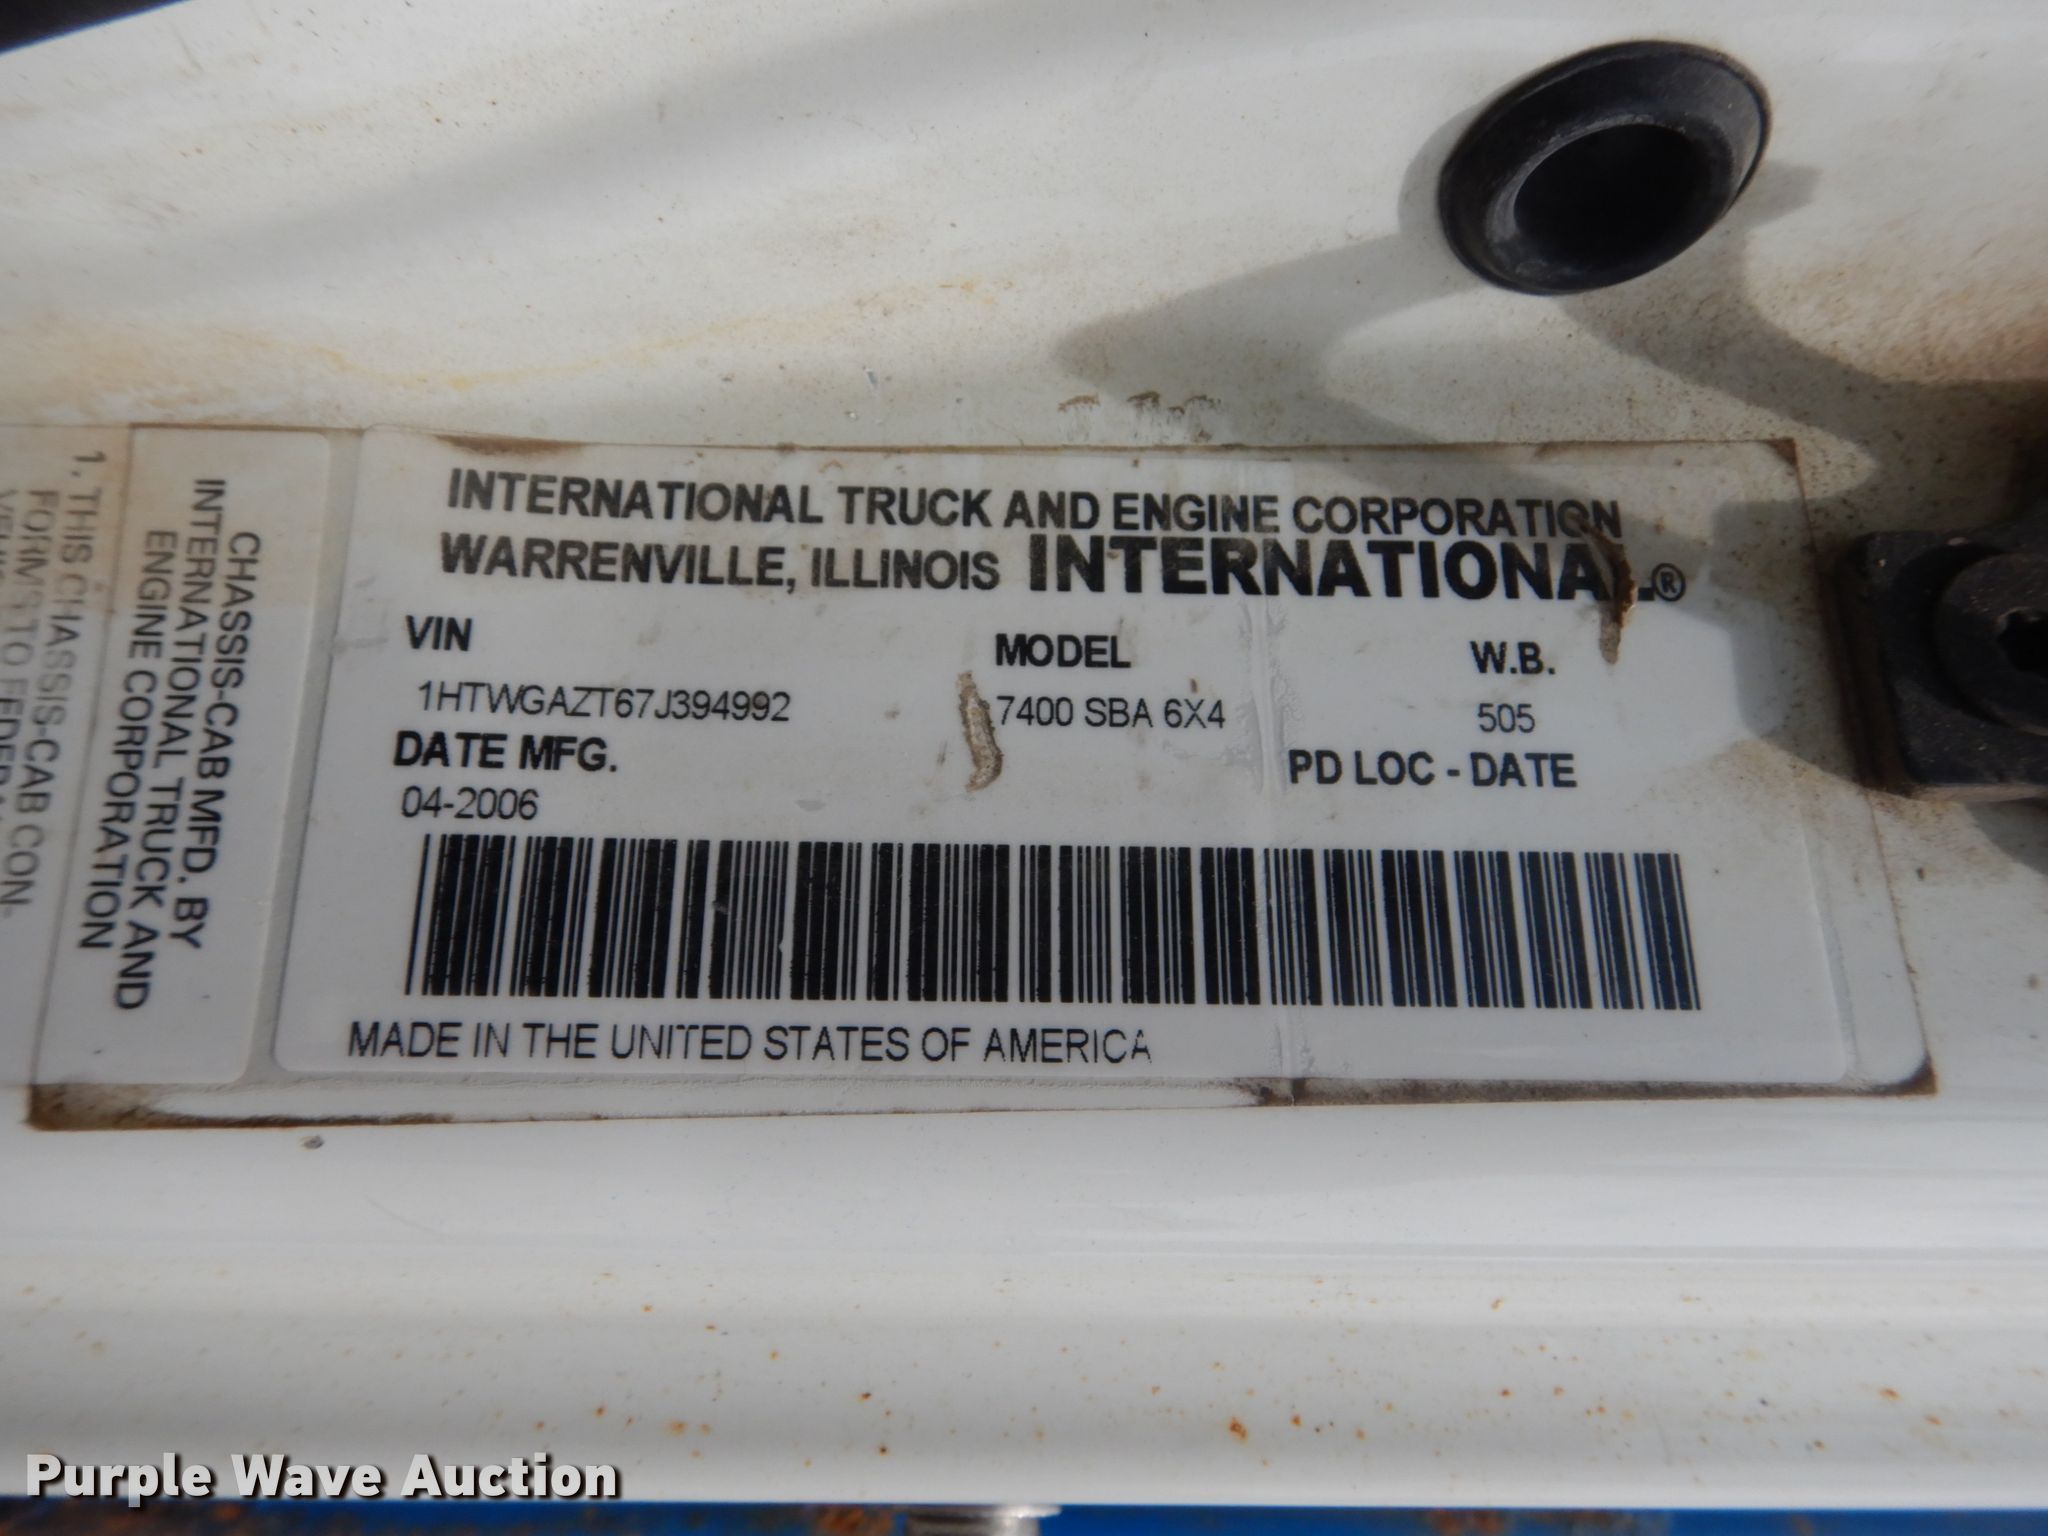 INTERNATIONAL TRUCK AND ENGINE CORPORATION
WARRENVILLE, ILLINOIS INTERNATIONAL®
VIN MODEL W.B.
1HTWGAZT67J394992 7400 SBA 6X4 505
DATE MFG. PD LOC - DATE
04-2006
MADE IN THE UNITED STATES OF AMERICA
CHASSIS-CAB MFD. BY
INTERNATIONAL TRUCK AND
ENGINE CORPORATION
1. THIS CHASSIS-CAB CON-
FORMS TO FEDERAL
Purple Wave Auction